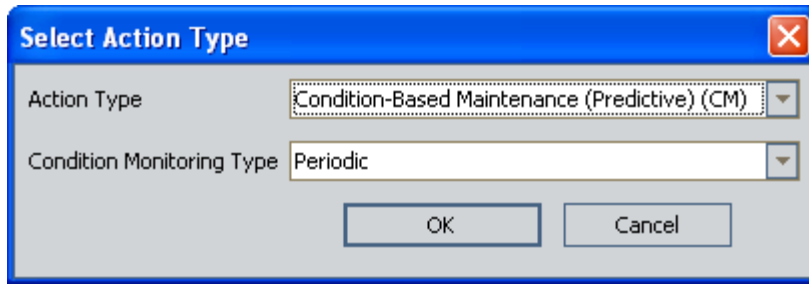 Select Action Type
Action Type Condition-Based Maintenance (Predictive) (CM)
Condition Monitoring Type Periodic
OK Cancel